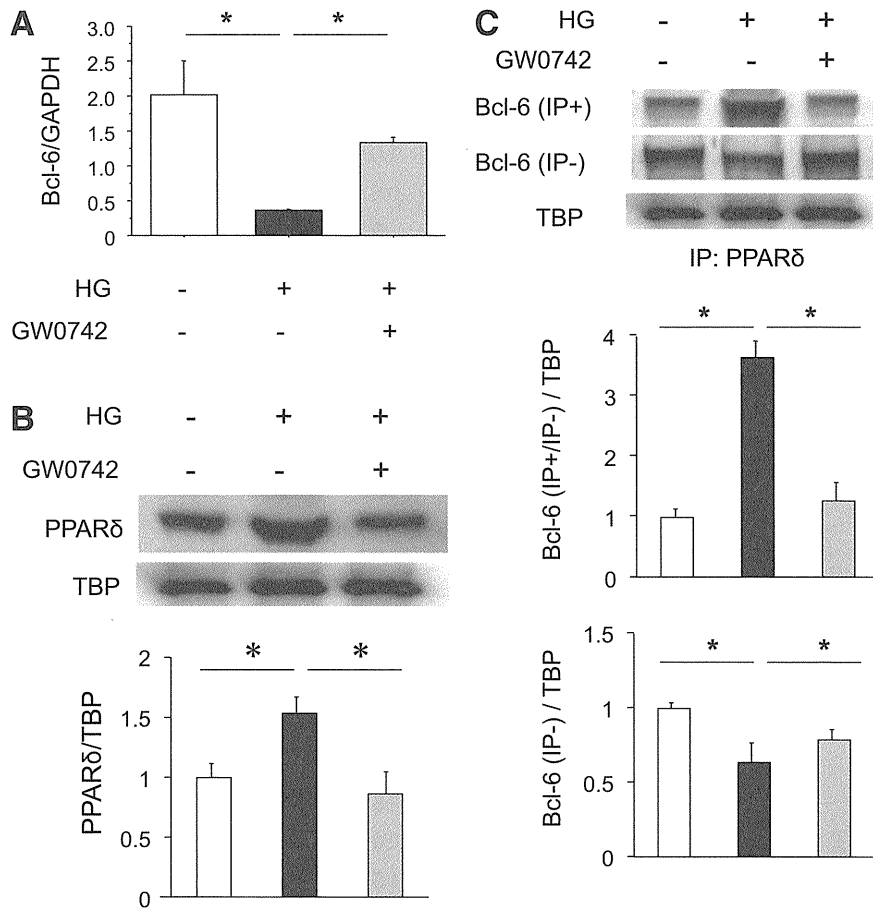 A
* *
Bcl-6/GAPDH
3.0
2.5
2.0
1.5
1.0
0.5
0
HG - + +
GW0742 - - +
B
HG - + +
GW0742 - - +
PPARδ
TBP
* *
PPARδ/TBP
2
1.5
1
0.5
0
C
HG - + +
GW0742 - - +
Bcl-6 (IP+)
Bcl-6 (IP-)
TBP
IP: PPARδ
* *
Bcl-6 (IP+/IP-) / TBP
4
3
2
1
0
* *
Bcl-6 (IP-) / TBP
1.5
1
0.5
0